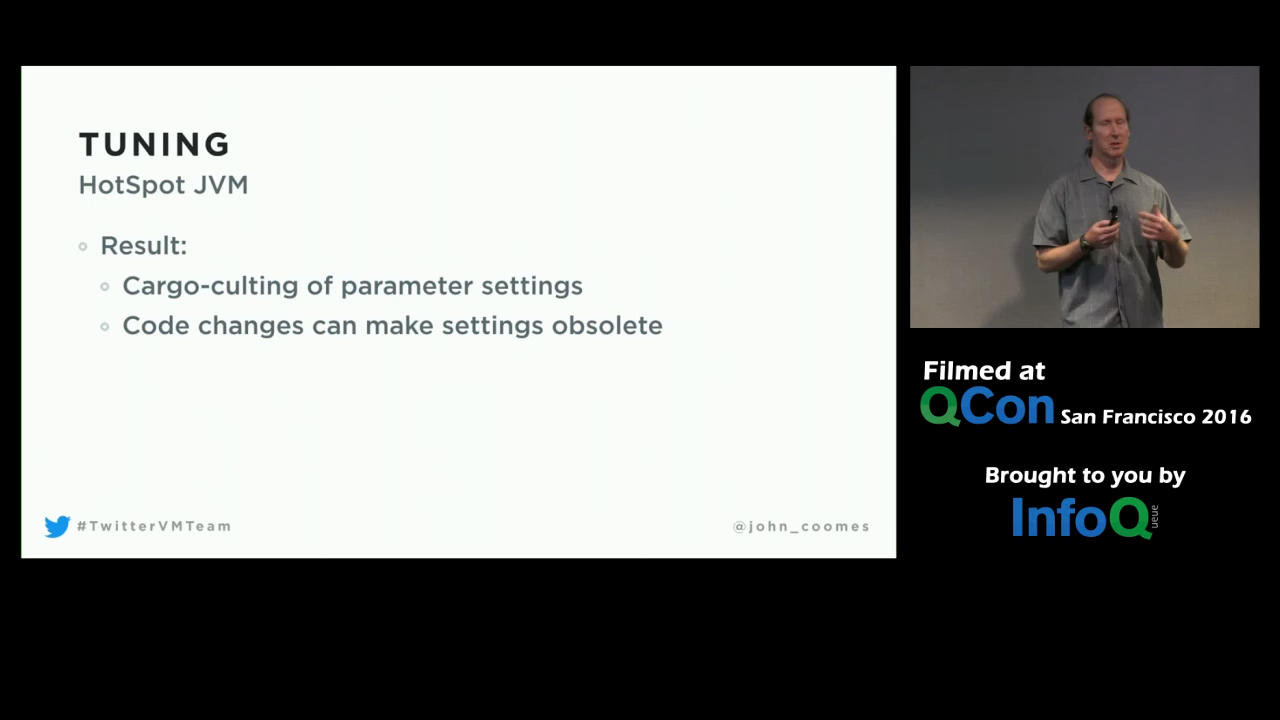 TUNING
HotSpot JVM
Result:
Cargo-culting of parameter settings
Code changes can make settings obsolete
#TwitterVMTeam
@john_coomes
Filmed at
QCon San Francisco 2016
Brought to you by
InfoQ
ueue